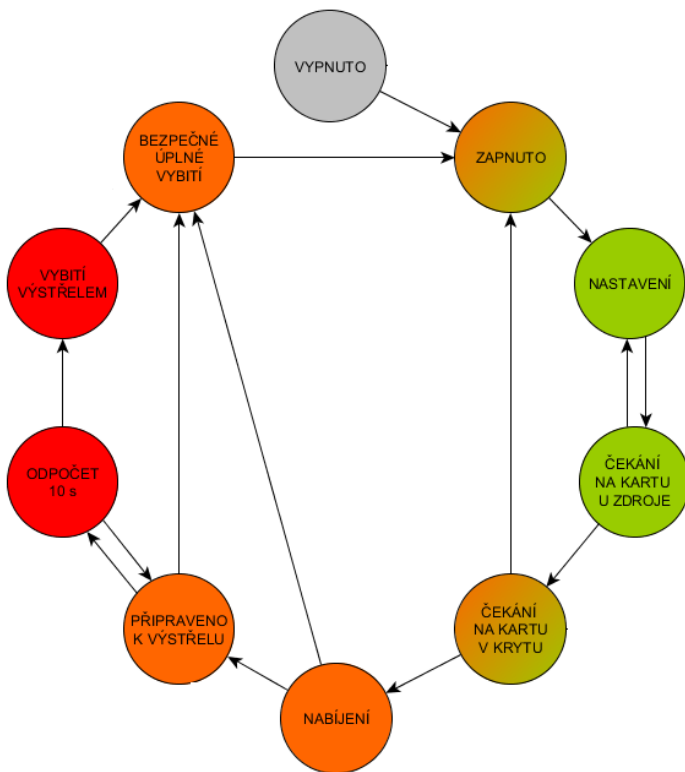 VYPNUTO
BEZPEČNÉ
ÚPLNÉ
VYBITÍ
ZAPNUTO
VYBITÍ
VÝSTŘELEM
NASTAVENÍ
ODPOČET
10 s
ČEKÁNÍ
NA KARTU
U ZDROJE
PŘIPRAVENO
K VÝSTŘELU
ČEKÁNÍ
NA KARTU
V KRYTU
NABÍJENÍ